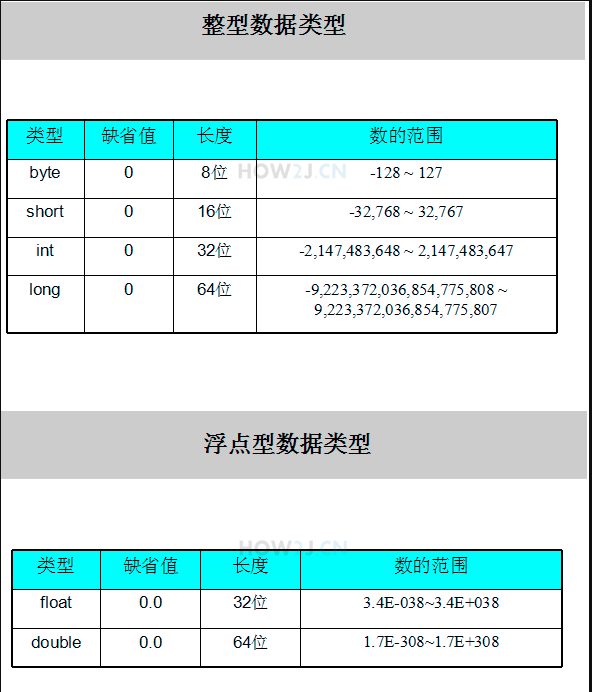 整型数据类型
类型 缺省值 长度 数的范围
HOW2J.CN
byte 0 8位 -128 ~ 127
short 0 16位 -32,768 ~ 32,767
int 0 32位 -2,147,483,648 ~ 2,147,483,647
long 0 64位 -9,223,372,036,854,775,808 ~
9,223,372,036,854,775,807
浮点型数据类型
HOW2J.CN
类型 缺省值 长度 数的范围
float 0.0 32位 3.4E-038~3.4E+038
double 0.0 64位 1.7E-308~1.7E+308